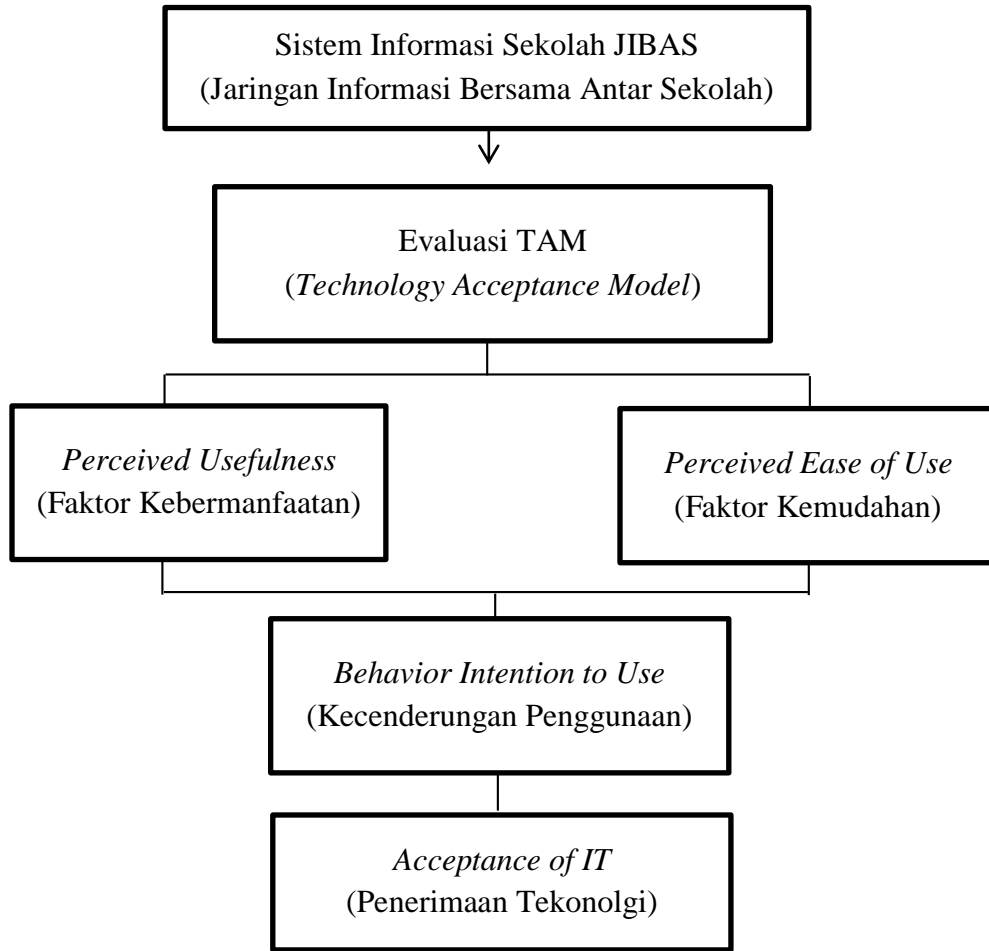 Sistem Informasi Sekolah JIBAS
(Jaringan Informasi Bersama Antar Sekolah)
Evaluasi TAM
(Technology Acceptance Model)
Perceived Usefulness
(Faktor Kebermanfaatan)
Perceived Ease of Use
(Faktor Kemudahan)
Behavior Intention to Use
(Kecenderungan Penggunaan)
Acceptance of IT
(Penerimaan Tekonolgi)